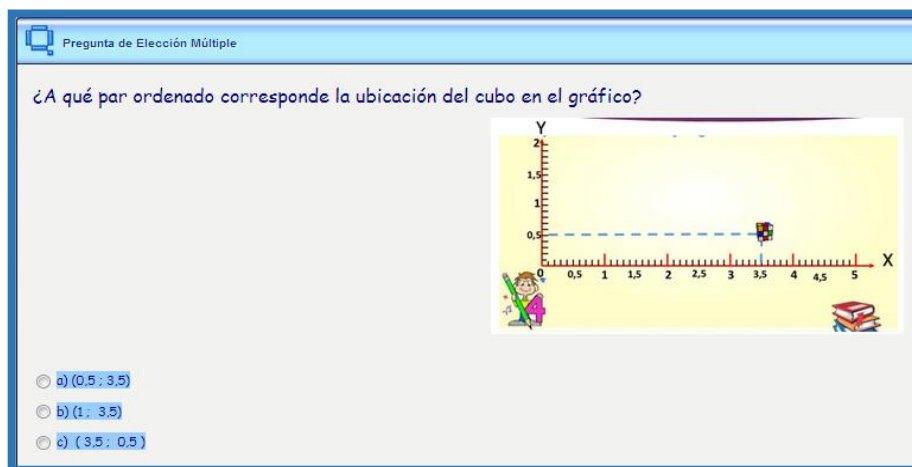 Pregunta de Elección Múltiple
¿A qué par ordenado corresponde la ubicación del cubo en el gráfico?
Y
2
1,5
1
0,5
0 0,5 1 1,5 2 2,5 3 3,5 4 4,5 5 X
4
a) (0,5 ; 3,5)
b) (1 ; 3,5)
c) ( 3,5 ; 0,5 )